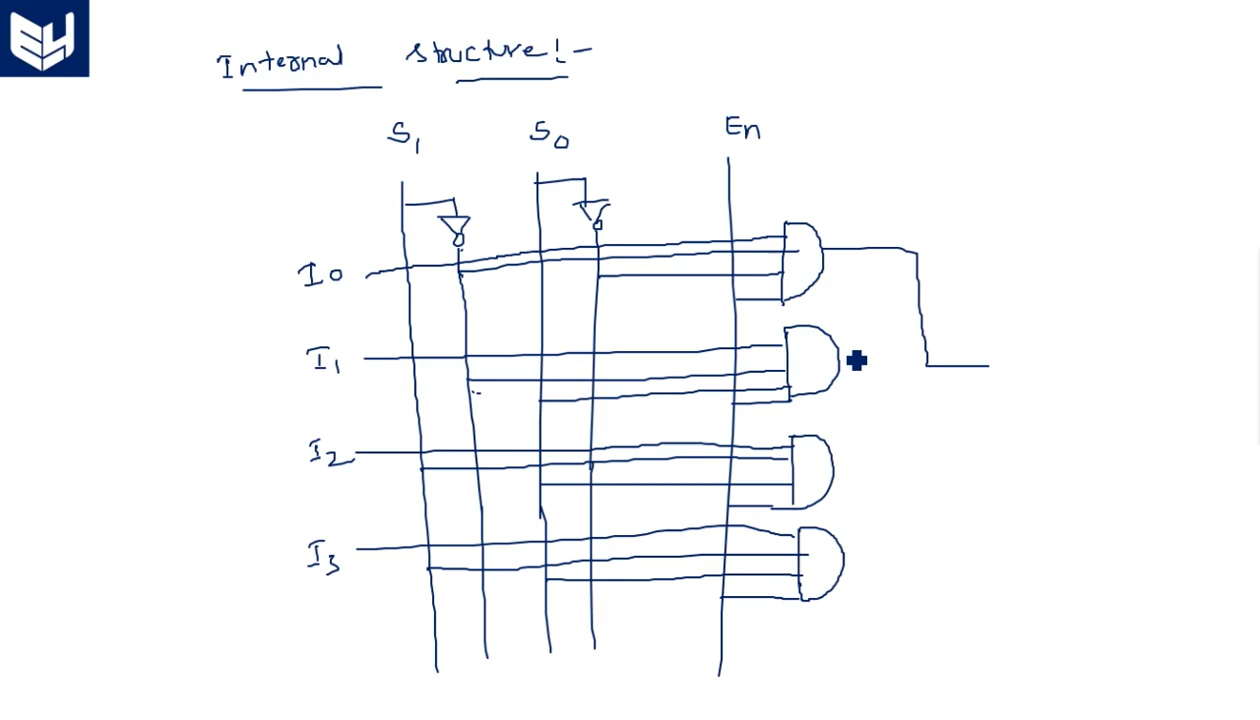 Internal structure:-
S1 S0 En
I0
I1
I2
I3